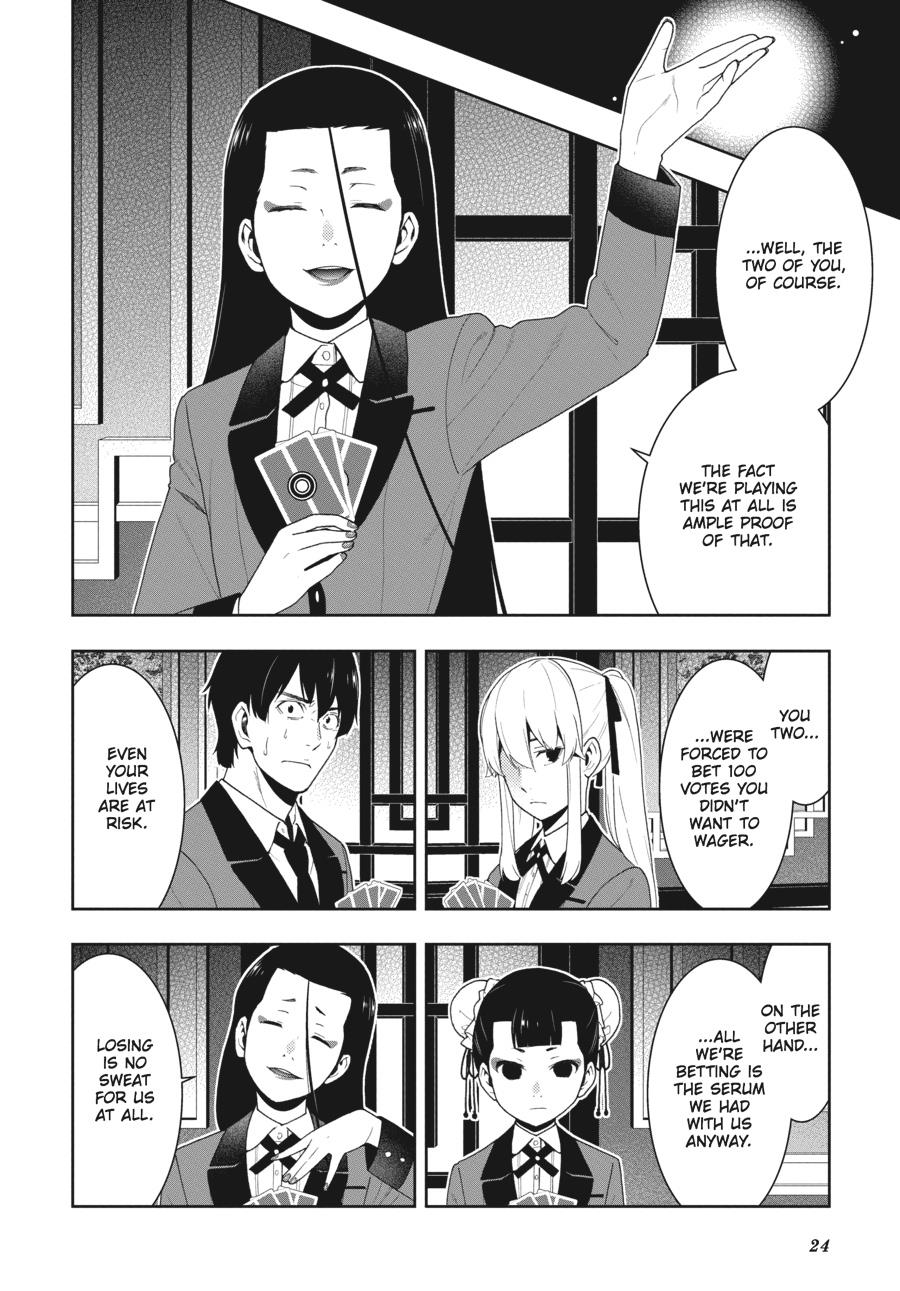 ...WELL, THE
TWO OF YOU,
OF COURSE.
THE FACT
WE'RE PLAYING
THIS AT ALL IS
AMPLE PROOF
OF THAT.
YOU
TWO...
...WERE
FORCED TO
BET 100
VOTES YOU
DIDN'T
WANT TO
WAGER.
EVEN
YOUR
LIVES
ARE AT
RISK.
ON THE
OTHER
HAND...
...ALL
WE'RE
BETTING IS
THE SERUM
WE HAD
WITH US
ANYWAY.
LOSING
IS NO
SWEAT
FOR US
AT ALL.
24